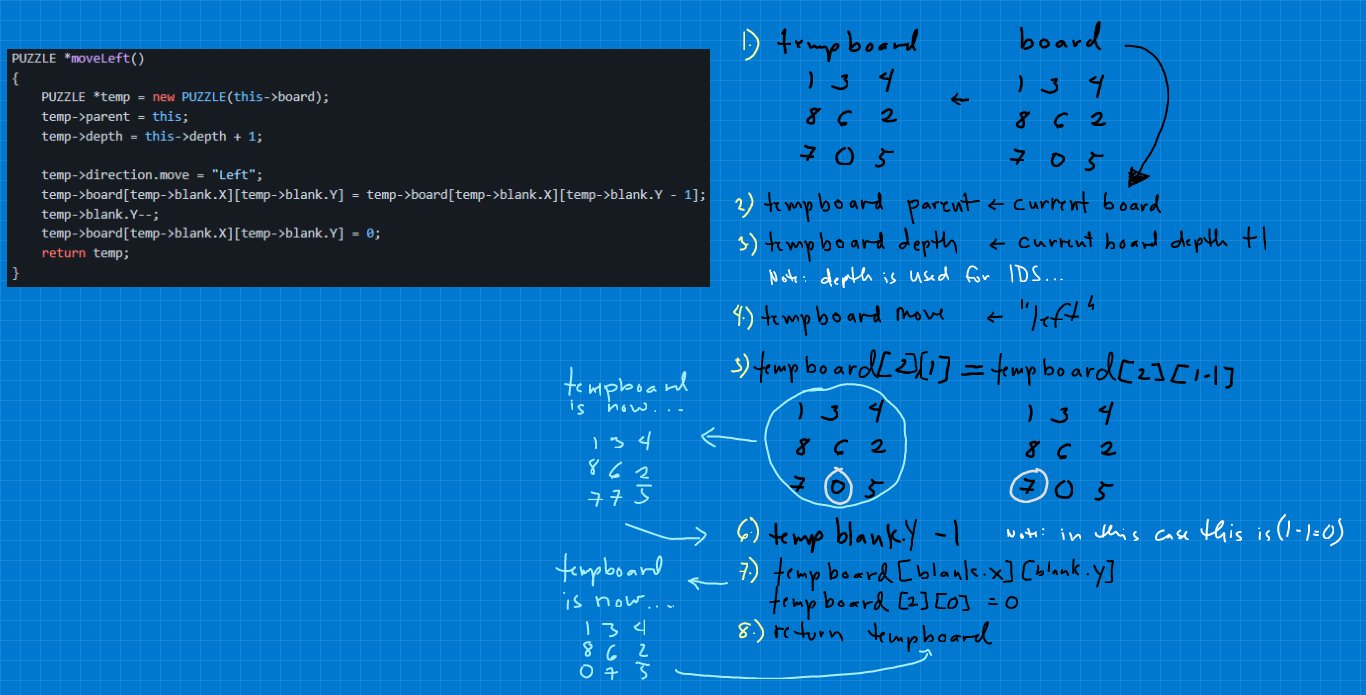 PUZZLE *moveLeft()
{
    PUZZLE *temp = new PUZZLE(this->board);
    temp->parent = this;
    temp->depth = this->depth + 1;

    temp->direction.move = "Left";
    temp->board[temp->blank.X][temp->blank.Y] = temp->board[temp->blank.X][temp->blank.Y - 1];
    temp->blank.Y--;
    temp->board[temp->blank.X][temp->blank.Y] = 0;
    return temp;
}
1.) tempboard board
1 3 4 1 3 4
8 6 2 ← 8 6 2
7 0 5 7 0 5
2) tempboard parent ← current board
3) tempboard depth ← current board depth +1
Note: depth is used for IDS...
4.) tempboard move ← "left"
5) tempboard[2][1] = tempboard[2][1-1]
1 3 4 1 3 4
8 6 2 8 6 2
7 0 5 7 0 5
tempboard
is now...
1 3 4
8 6 2
7 7 5
6.) temp blank.Y -1 Note: in this case this is (1-1=0)
7.) tempboard[blank.x][blank.y]
tempboard[2][0] = 0
tempboard
is now...
1 3 4
8 6 2
0 7 5
8.) return tempboard